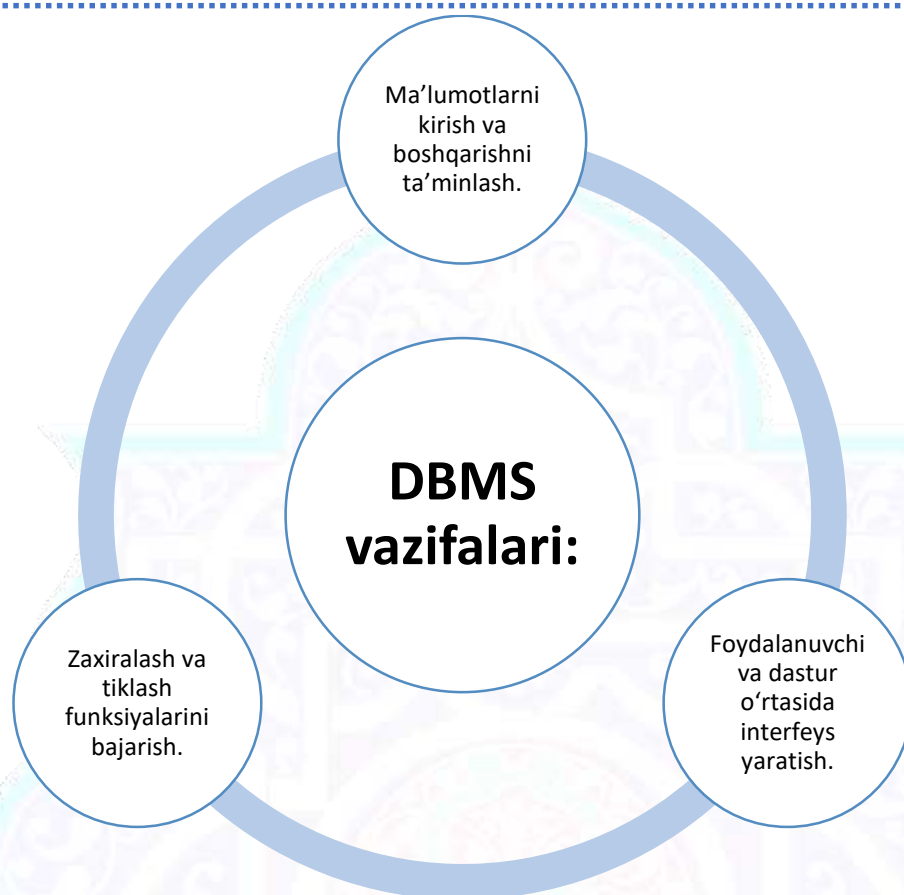 Ma’lumotlarni
kirish va
boshqarishni
ta’minlash.
DBMS
vazifalari:
Zaxiralash va
tiklash
funksiyalarini
bajarish.
Foydalanuvchi
va dastur
o‘rtasida
interfeys
yaratish.